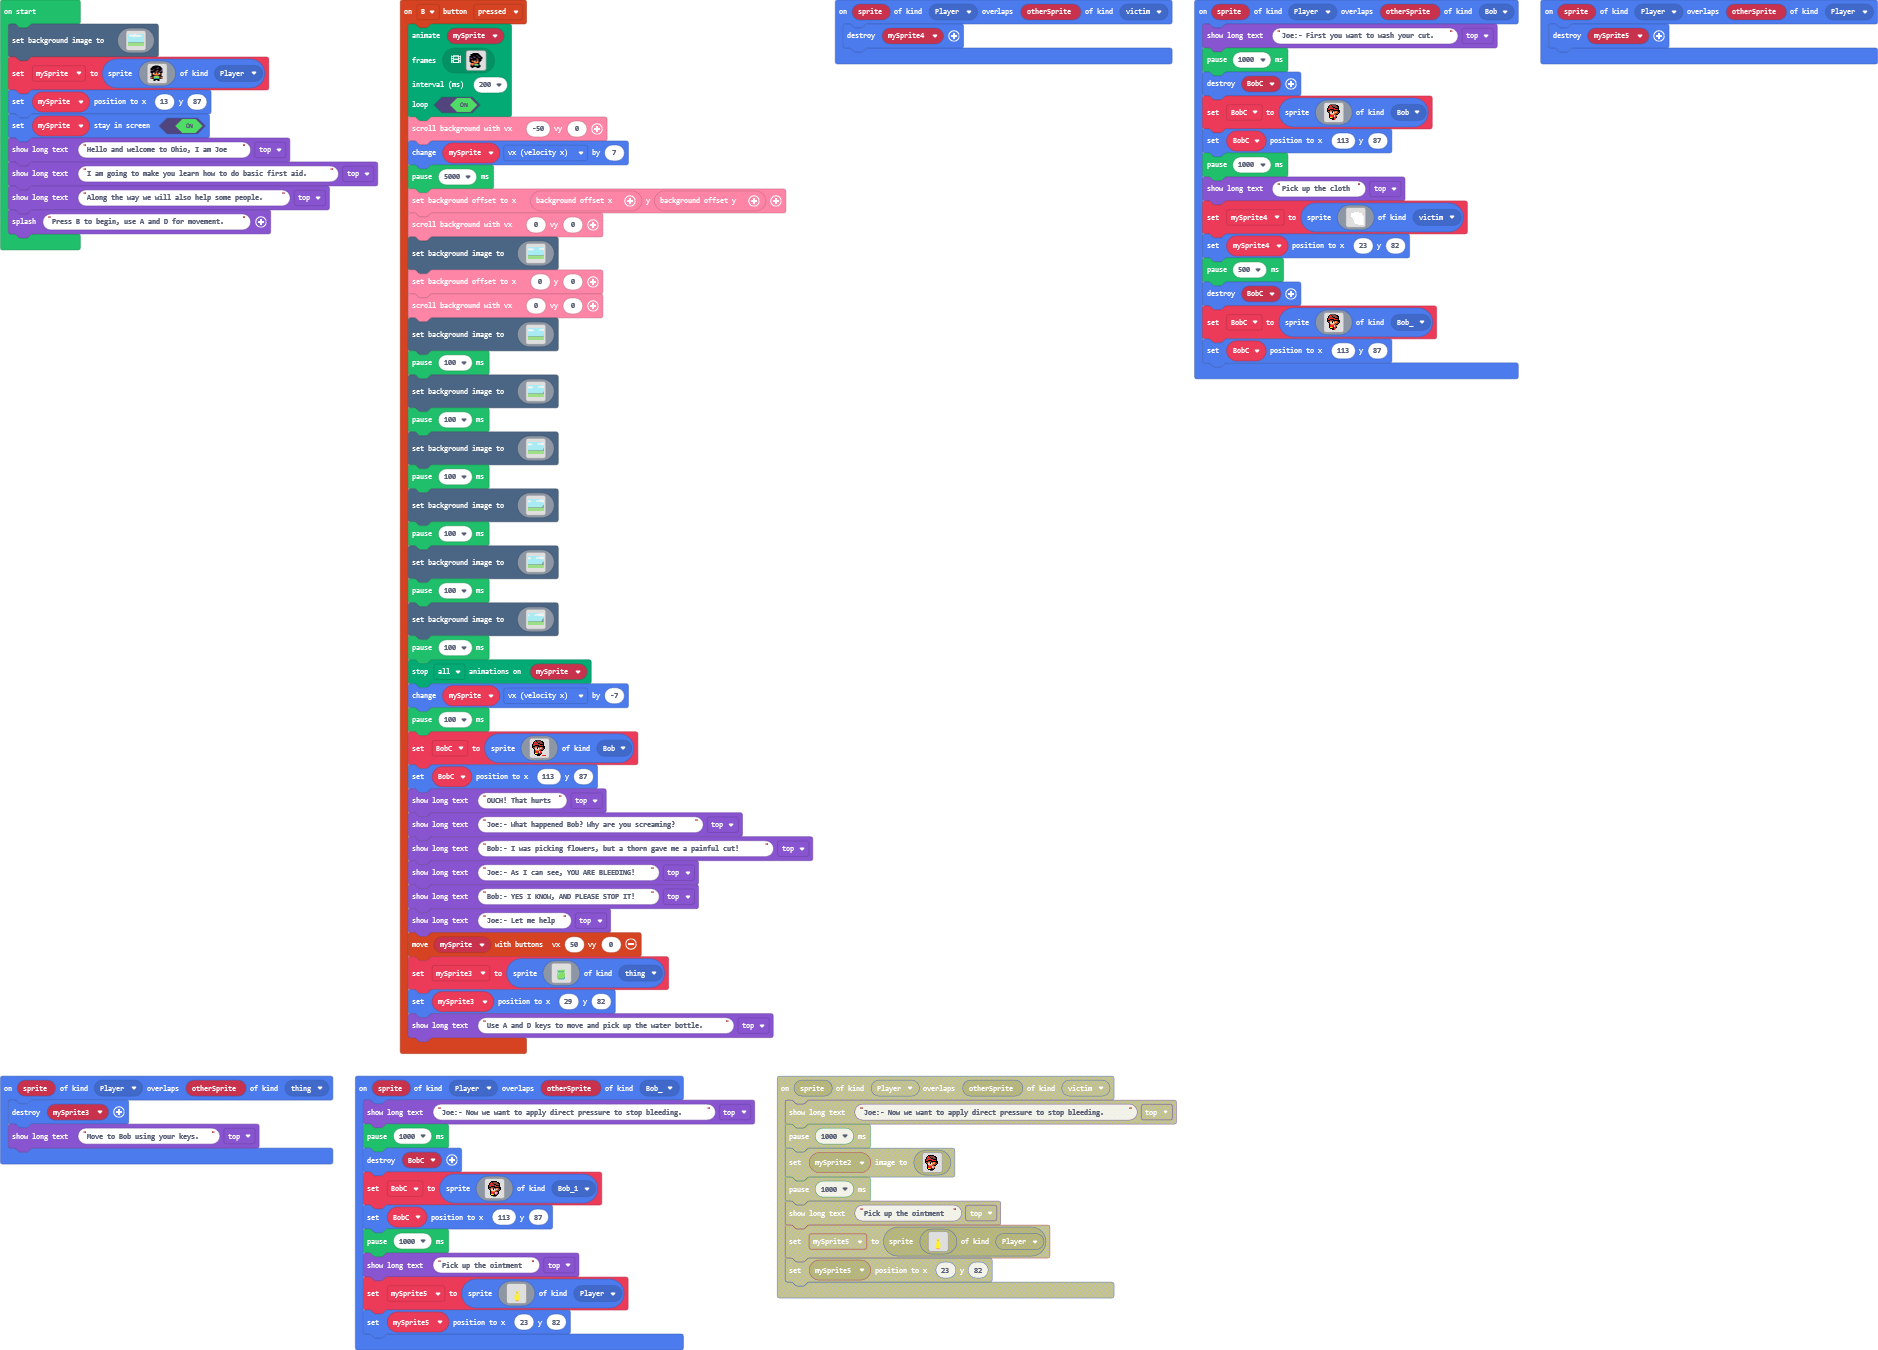 on start
set background image to
set mySprite to sprite of kind Player
set mySprite position to x 13 y 87
set mySprite stay in screen ON
show long text "Hello and welcome to Ohio, I am Joe " top
show long text "I am going to make you learn how to do basic first aid. " top
show long text "Along the way we will also help some people. " top
splash "Press B to begin, use A and D for movement. "
on B button pressed
animate mySprite
frames
interval (ms) 200
loop ON
scroll background with vx -50 vy 0
change mySprite vx (velocity x) by 7
pause 5000 ms
set background offset to x background offset x y background offset y
scroll background with vx 0 vy 0
set background image to
set background offset to x 0 y 0
scroll background with vx 0 vy 0
set background image to
pause 100 ms
set background image to
pause 100 ms
set background image to
pause 100 ms
set background image to
pause 100 ms
set background image to
pause 100 ms
set background image to
pause 100 ms
stop all animations on mySprite
change mySprite vx (velocity x) by -7
pause 100 ms
set BobC to sprite of kind Bob
set BobC position to x 113 y 87
show long text "OUCH! That hurts " top
show long text "Joe:- What happened Bob? Why are you screaming? " top
show long text "Bob:- I was picking flowers, but a thorn gave me a painful cut! " top
show long text "Joe:- As I can see, YOU ARE BLEEDING! " top
show long text "Bob:- YES I KNOW, AND PLEASE STOP IT! " top
show long text "Joe:- Let me help " top
move mySprite with buttons vx 50 vy 0
set mySprite3 to sprite of kind thing
set mySprite3 position to x 29 y 82
show long text "Use A and D keys to move and pick up the water bottle. " top
on sprite of kind Player overlaps otherSprite of kind victim
destroy mySprite4
on sprite of kind Player overlaps otherSprite of kind Bob
show long text "Joe:- First you want to wash your cut. " top
pause 1000 ms
destroy BobC
set BobC to sprite of kind Bob
set BobC position to x 113 y 87
pause 1000 ms
show long text "Pick up the cloth " top
set mySprite4 to sprite of kind victim
set mySprite4 position to x 23 y 82
pause 500 ms
destroy BobC
set BobC to sprite of kind Bob_
set BobC position to x 113 y 87
on sprite of kind Player overlaps otherSprite of kind Player
destroy mySprite5
on sprite of kind Player overlaps otherSprite of kind thing
destroy mySprite3
show long text "Move to Bob using your keys. " top
on sprite of kind Player overlaps otherSprite of kind Bob_
show long text "Joe:- Now we want to apply direct pressure to stop bleeding. " top
pause 1000 ms
destroy BobC
set BobC to sprite of kind Bob_1
set BobC position to x 113 y 87
pause 1000 ms
show long text "Pick up the ointment " top
set mySprite5 to sprite of kind Player
set mySprite5 position to x 23 y 82
on sprite of kind Player overlaps otherSprite of kind victim
show long text "Joe:- Now we want to apply direct pressure to stop bleeding. " top
pause 1000 ms
set mySprite2 image to
pause 1000 ms
show long text "Pick up the ointment " top
set mySprite5 to sprite of kind Player
set mySprite5 position to x 23 y 82